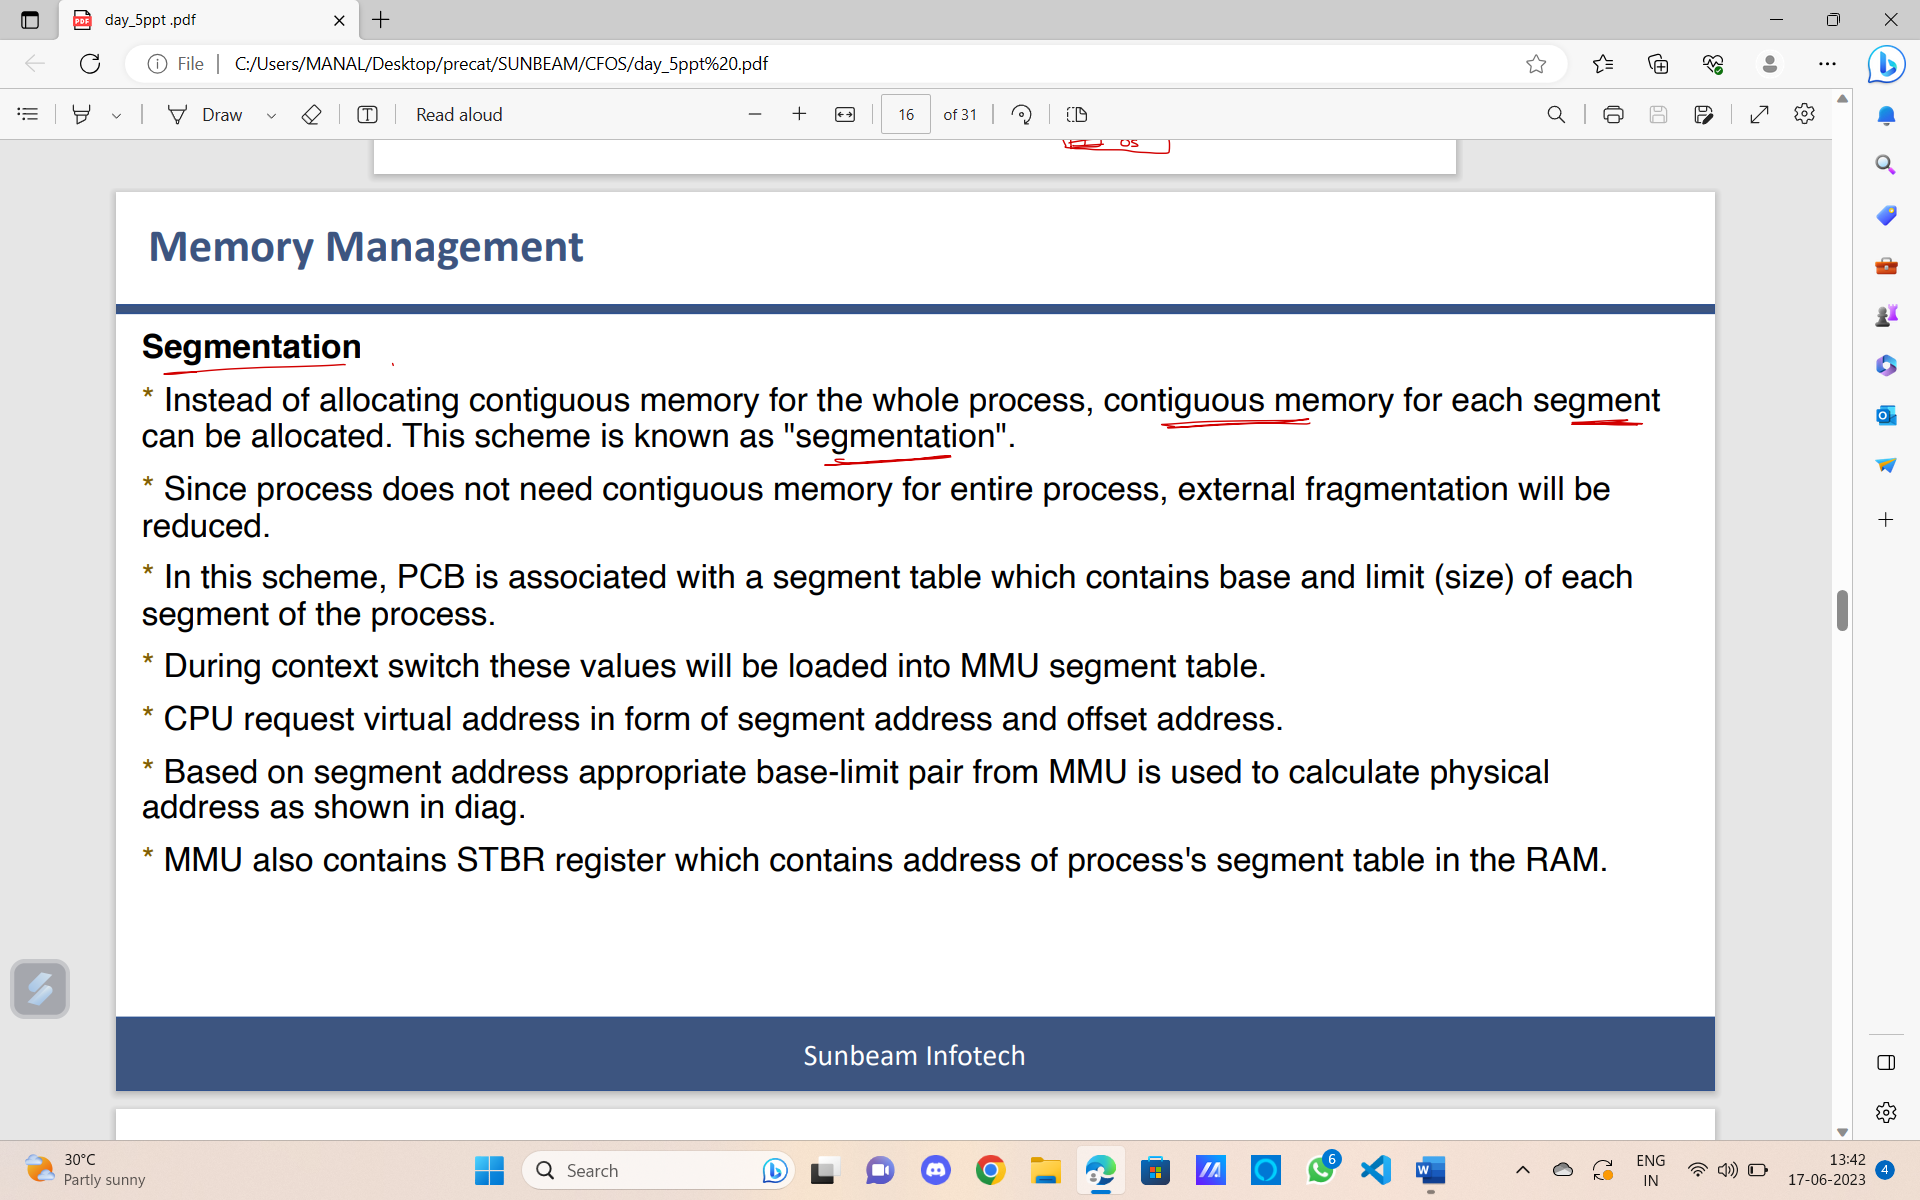 day_5ppt .pdf
File
C:/Users/MANAL/Desktop/precat/SUNBEAM/CFOS/day_5ppt%20.pdf
Draw
Read aloud
16
of 31
os
Memory Management
Segmentation
* Instead of allocating contiguous memory for the whole process, contiguous memory for each segment
can be allocated. This scheme is known as "segmentation".
* Since process does not need contiguous memory for entire process, external fragmentation will be
reduced.
* In this scheme, PCB is associated with a segment table which contains base and limit (size) of each
segment of the process.
* During context switch these values will be loaded into MMU segment table.
* CPU request virtual address in form of segment address and offset address.
* Based on segment address appropriate base-limit pair from MMU is used to calculate physical
address as shown in diag.
* MMU also contains STBR register which contains address of process's segment table in the RAM.
Sunbeam Infotech
30°C
Partly sunny
Search
6
ENG
IN
13:42
17-06-2023
4